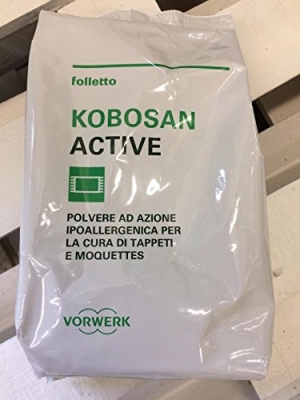 folletto
KOBOSAN
ACTIVE
POLVERE AD AZIONE
IPOALLERGENICA PER
LA CURA DI TAPPETI
E MOQUETTES
VORWERK